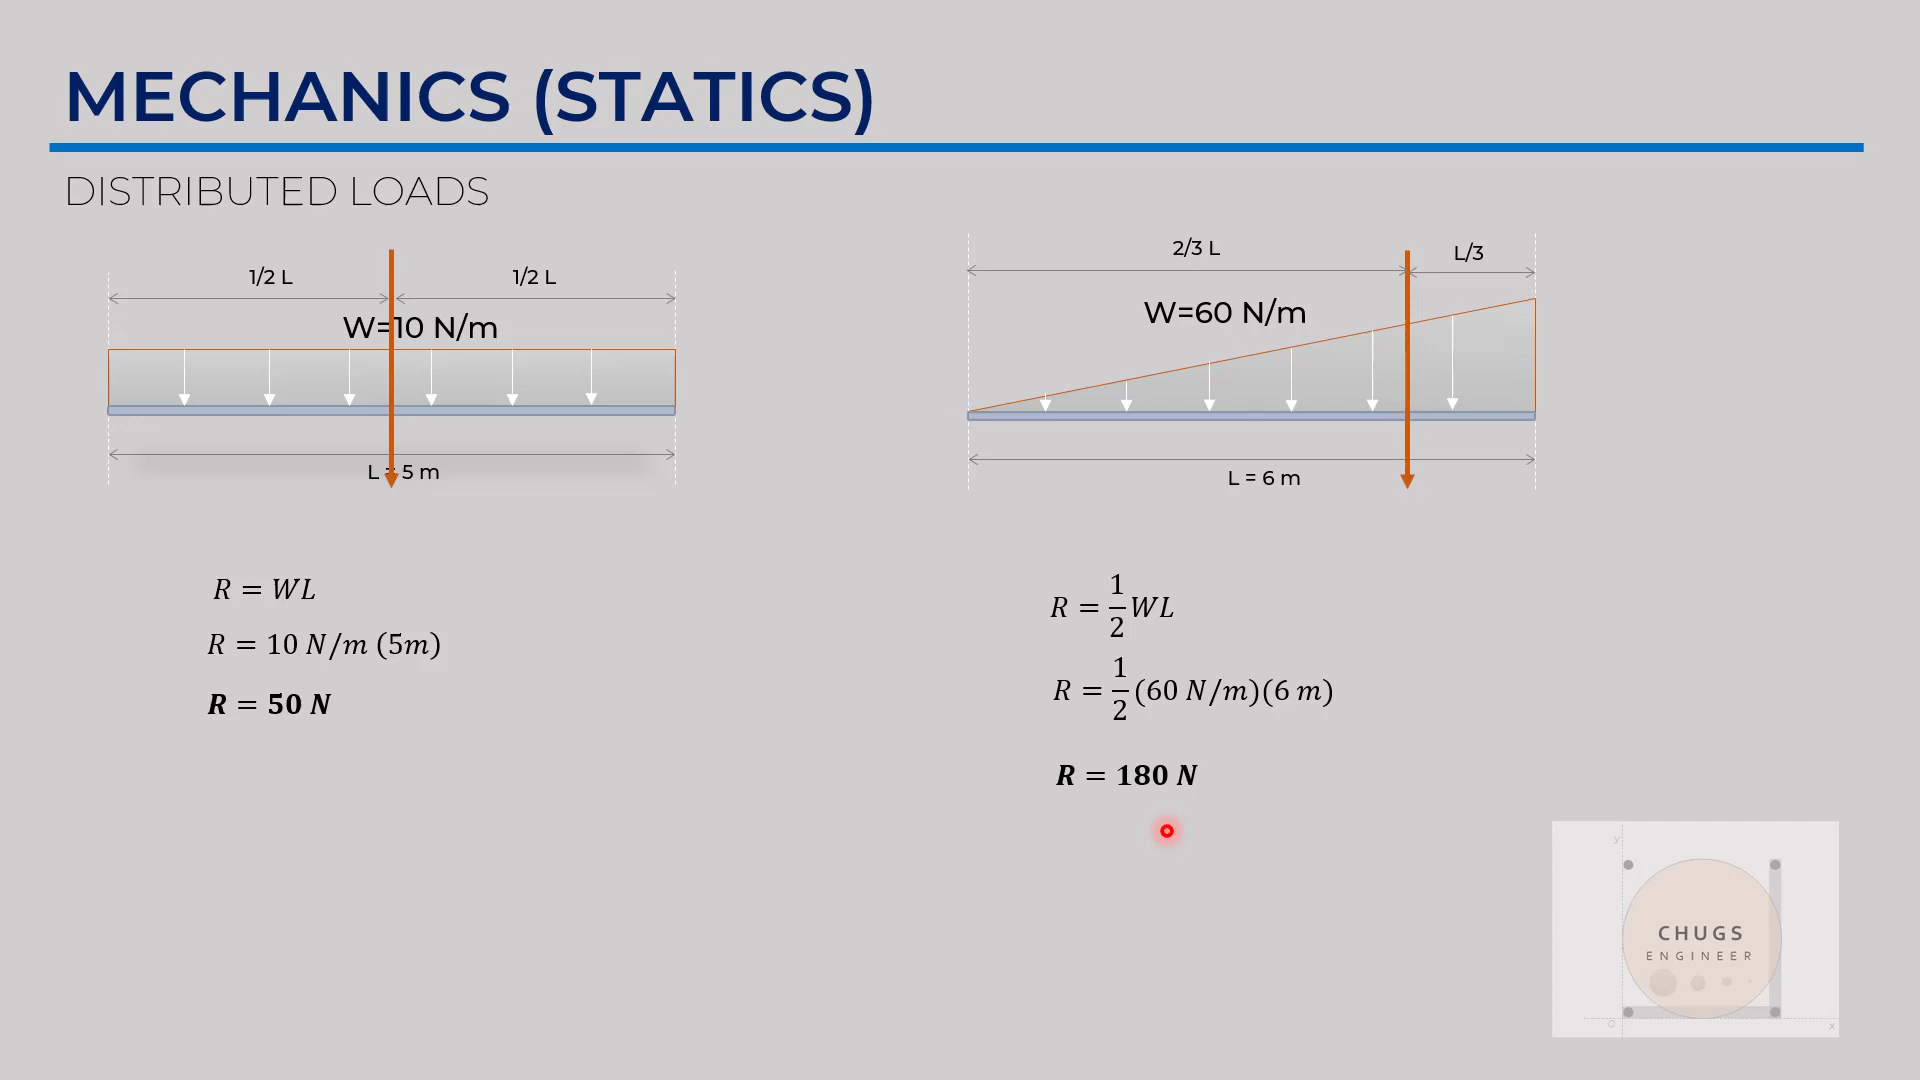 MECHANICS (STATICS)
DISTRIBUTED LOADS
1/2 L
1/2 L
W=10 N/m
L = 5 m
R = WL
R = 10 N/m (5m)
R = 50 N
2/3 L
L/3
W=60 N/m
L = 6 m
R = 1/2 WL
R = 1/2 (60 N/m)(6 m)
R = 180 N
y
CHUGS
ENGINEER
O
x